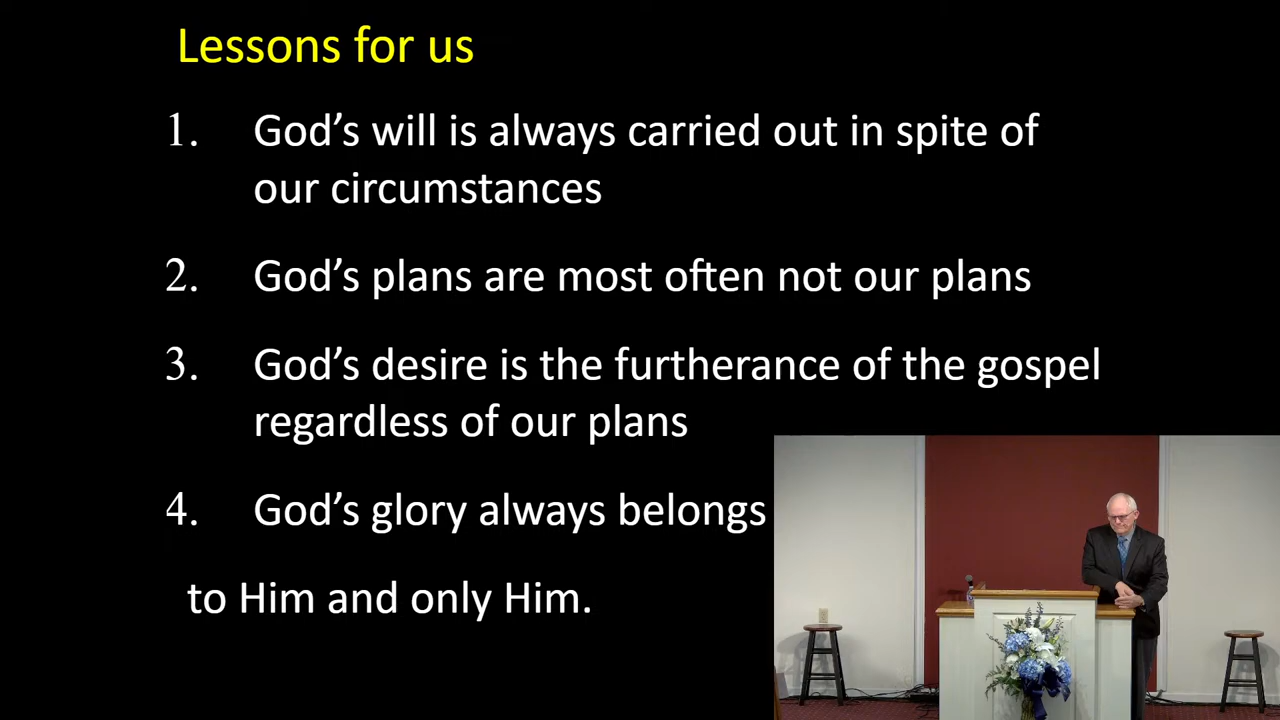 Lessons for us
1. God’s will is always carried out in spite of
our circumstances
2. God’s plans are most often not our plans
3. God’s desire is the furtherance of the gospel
regardless of our plans
4. God’s glory always belongs
to Him and only Him.